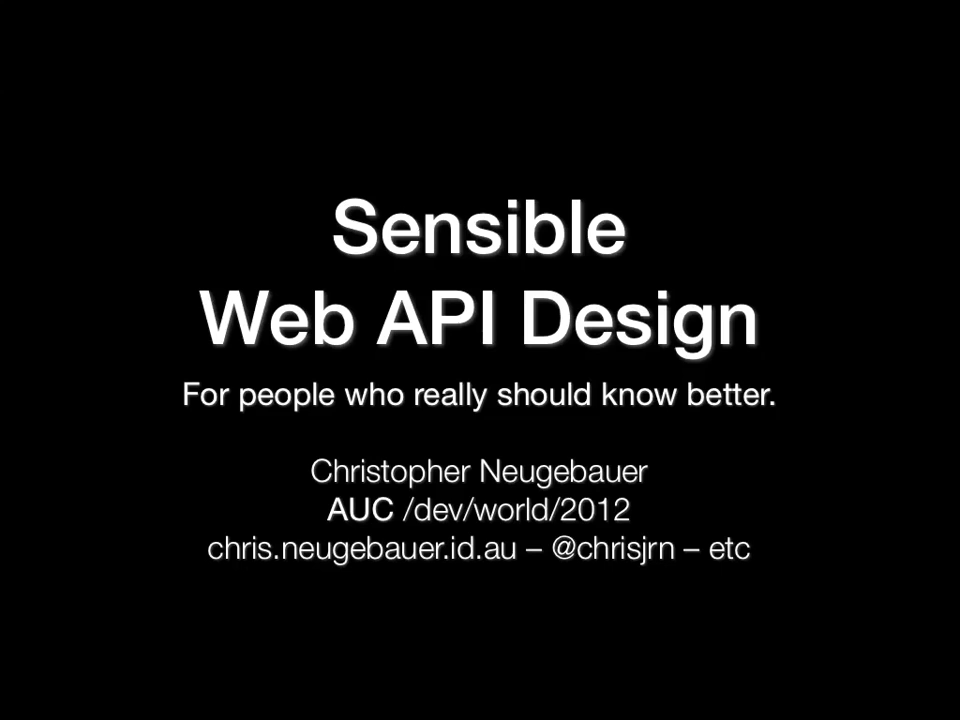 Sensible
Web API Design
For people who really should know better.
Christopher Neugebauer
AUC /dev/world/2012
chris.neugebauer.id.au – @chrisjrn – etc